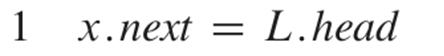 1 x.next = L.head